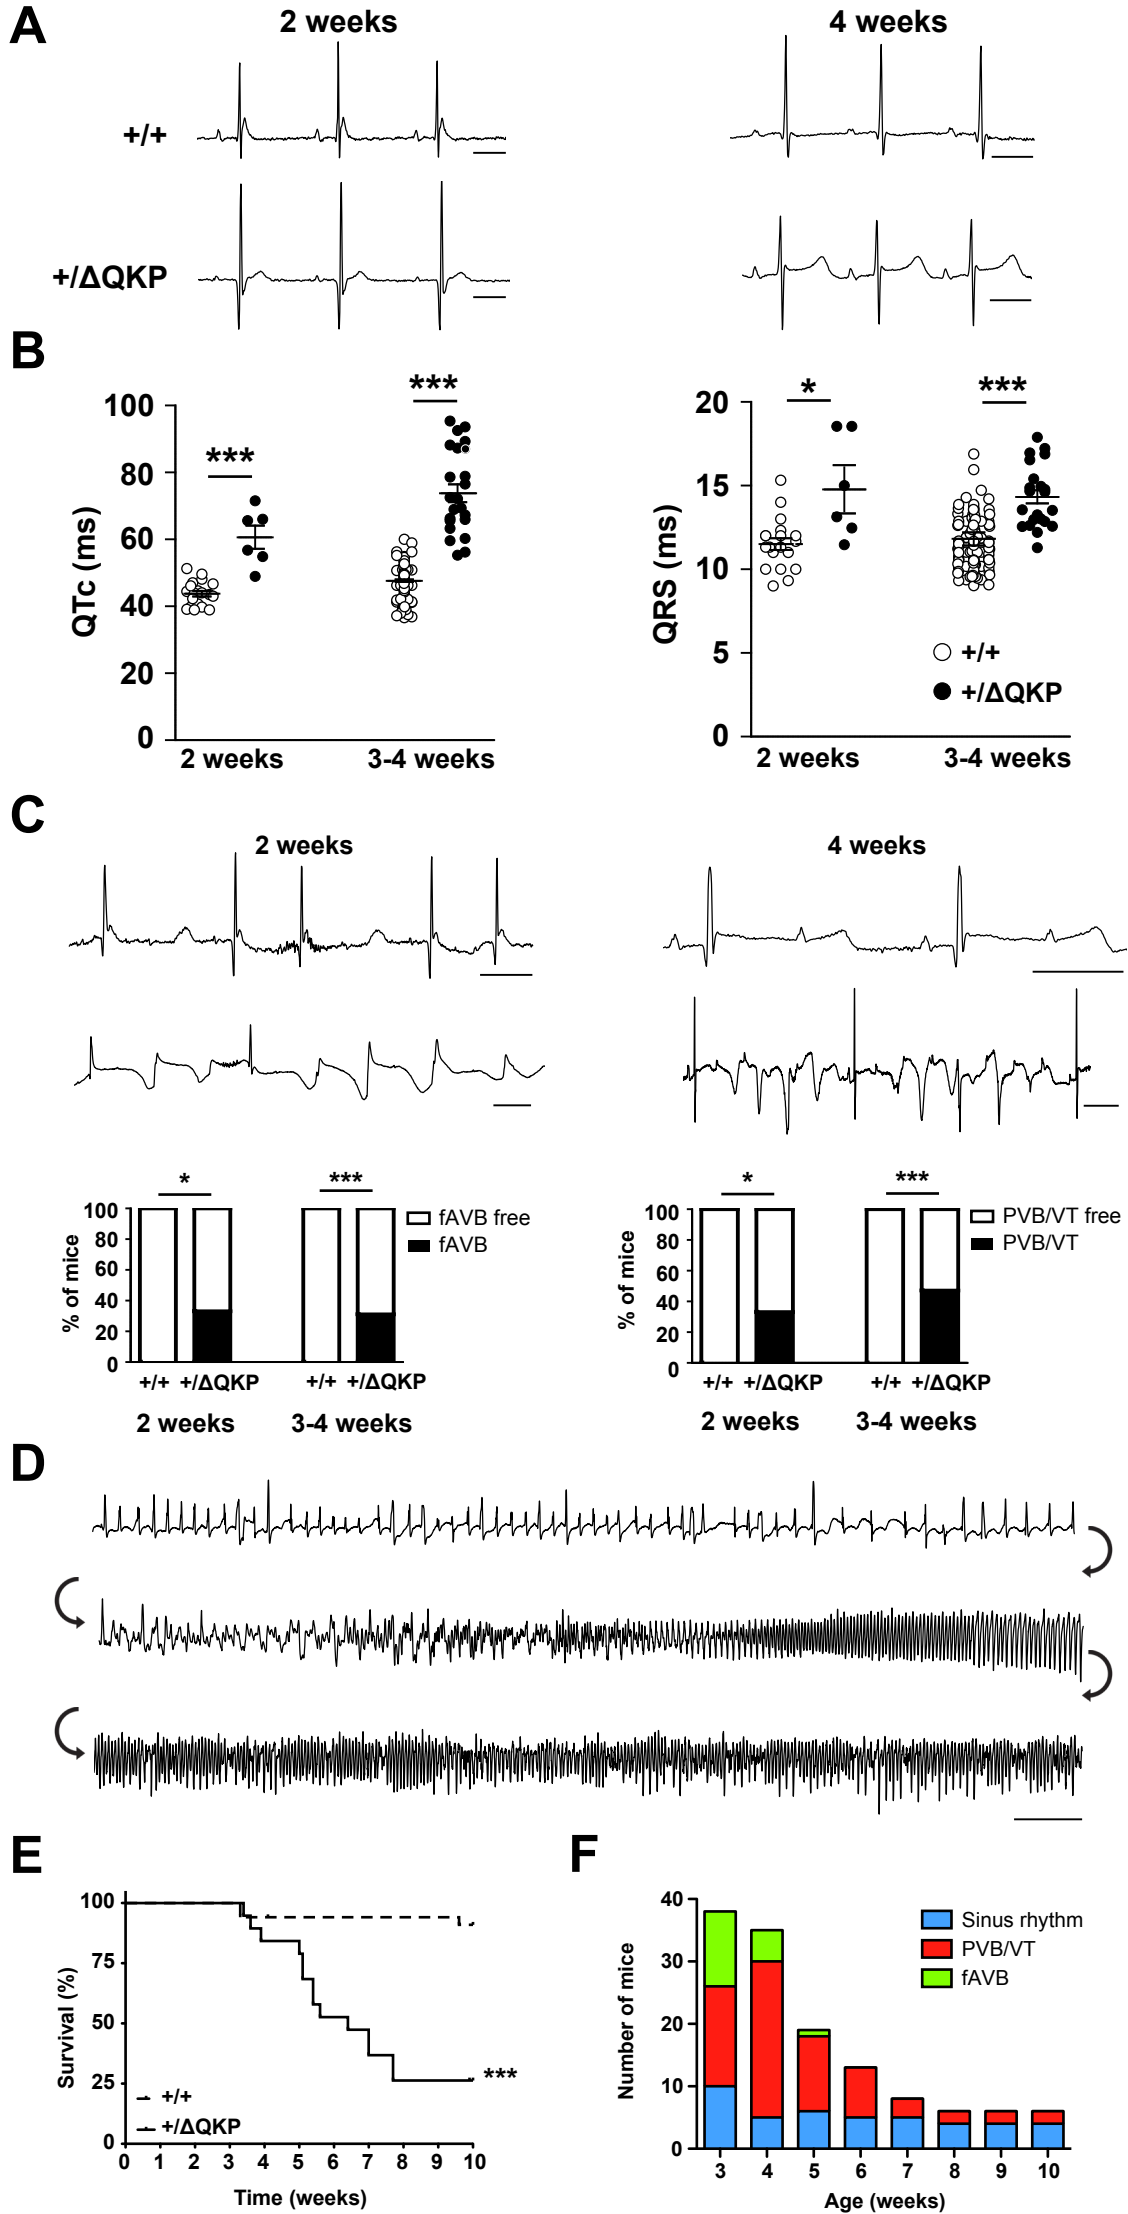 A
2 weeks
4 weeks
+/+
+/ΔQKP
B
***
***
100
80
60
40
20
0
QTc (ms)
2 weeks
3-4 weeks
*
***
20
15
10
5
0
QRS (ms)
+/+
+/ΔQKP
2 weeks
3-4 weeks
C
2 weeks
4 weeks
*
***
100
80
60
40
20
0
% of mice
fAVB free
fAVB
+/+
+/ΔQKP
+/+
+/ΔQKP
2 weeks
3-4 weeks
*
***
100
80
60
40
20
0
% of mice
PVB/VT free
PVB/VT
+/+
+/ΔQKP
+/+
+/ΔQKP
2 weeks
3-4 weeks
D
E
100
75
50
25
0
Survival (%)
***
+/+
+/ΔQKP
0 1 2 3 4 5 6 7 8 9 10
Time (weeks)
F
40
30
20
10
0
Number of mice
Sinus rhythm
PVB/VT
fAVB
3 4 5 6 7 8 9 10
Age (weeks)